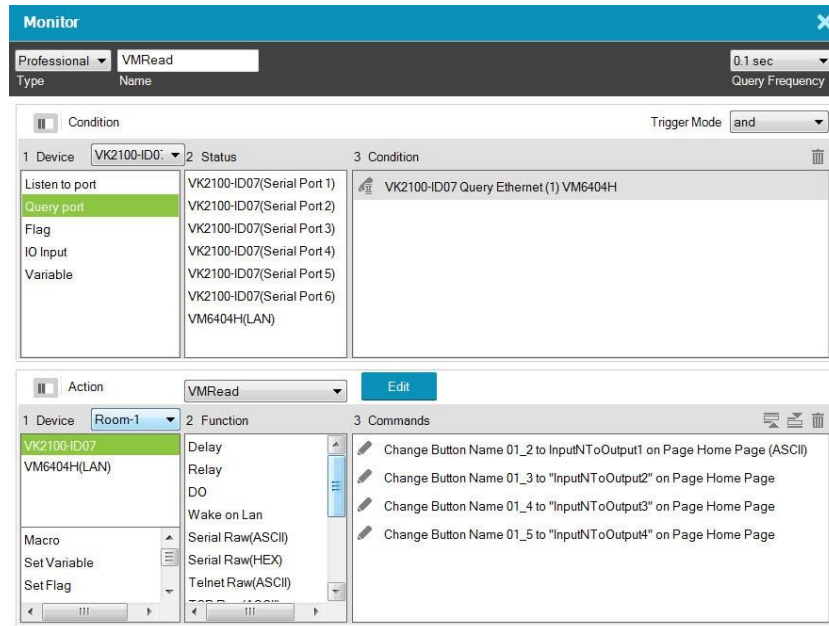 Monitor
Professional VMRead 0.1 sec
Type Name Query Frequency
Condition Trigger Mode and
1 Device VK2100-ID0: 2 Status 3 Condition
Listen to port
Query port
Flag
IO Input
Variable
VK2100-ID07(Serial Port 1)
VK2100-ID07(Serial Port 2)
VK2100-ID07(Serial Port 3)
VK2100-ID07(Serial Port 4)
VK2100-ID07(Serial Port 5)
VK2100-ID07(Serial Port 6)
VM6404H(LAN)
VK2100-ID07 Query Ethernet (1) VM6404H
Action VMRead Edit
1 Device Room-1 2 Function 3 Commands
VK2100-ID07
VM6404H(LAN)
Macro
Set Variable
Set Flag
Delay
Relay
DO
Wake on Lan
Serial Raw(ASCII)
Serial Raw(HEX)
Telnet Raw(ASCII)
Change Button Name 01_2 to InputNToOutput1 on Page Home Page (ASCII)
Change Button Name 01_3 to "InputNToOutput2" on Page Home Page
Change Button Name 01_4 to "InputNToOutput3" on Page Home Page
Change Button Name 01_5 to "InputNToOutput4" on Page Home Page